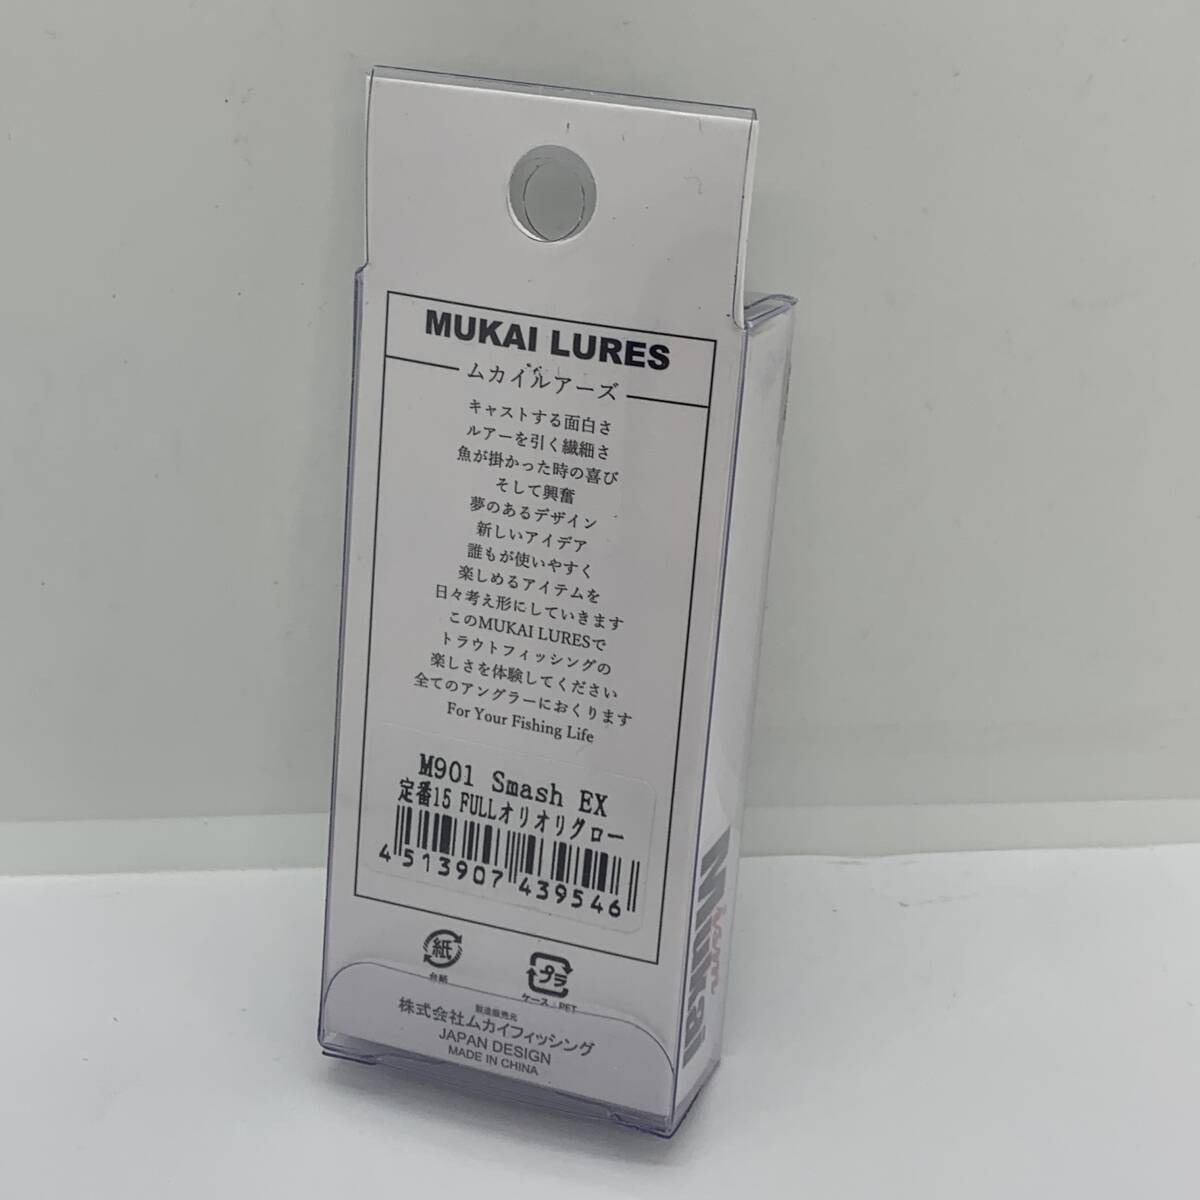 MUKAI LURES
ムカイルアーズ
キャストする面白さ
ルアーを引く繊細さ
魚が掛かった時の喜び
そして興奮
夢のあるデザイン
新しいアイデア
誰もが使いやすく
楽しめるアイテムを
日々考え形にしていきます
このMUKAI LURESで
トラウトフィッシングの
楽しさを体験してください
全てのアングラーにおくります
For Your Fishing Life
M901 Smash EX
定番15 FULLオリオリグロー
4 513907 439546
紙
台紙
プラ
ケース:PET
製造販売元
株式会社ムカイフィッシング
JAPAN DESIGN
MADE IN CHINA
Mukai